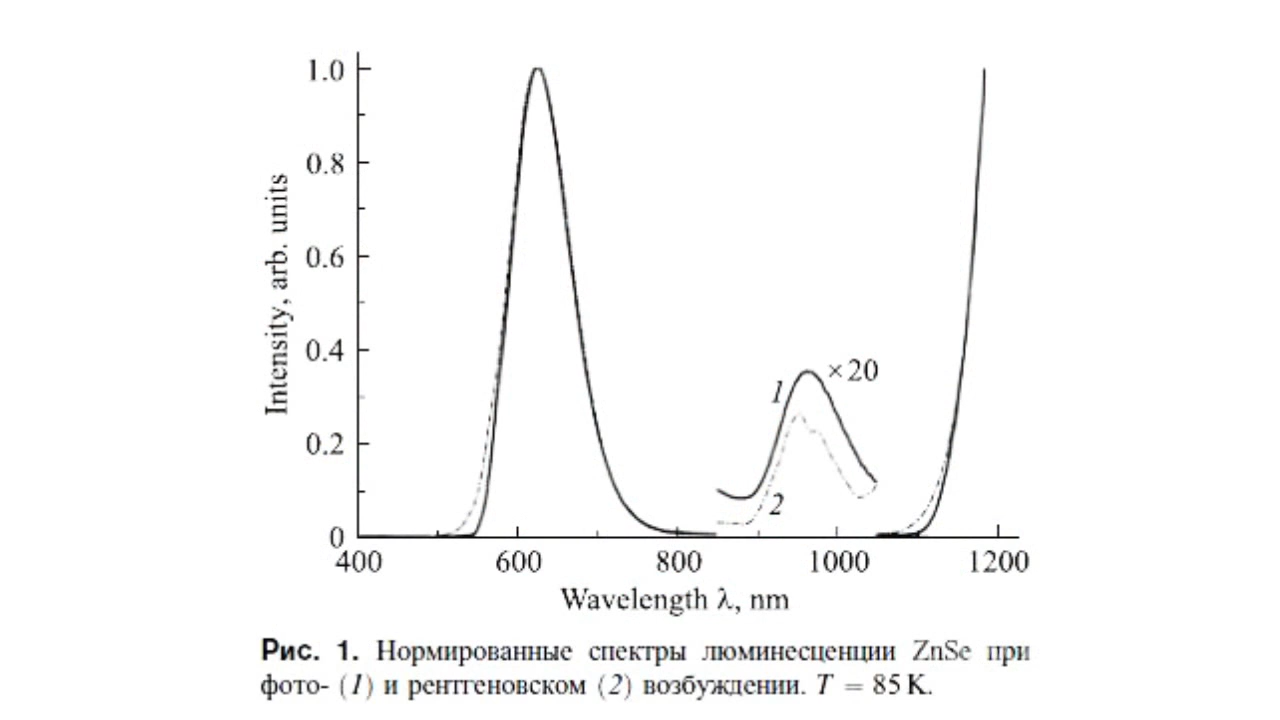 1.0
0.8
0.6
0.4
0.2
0
Intensity, arb. units
1
×20
2
400 600 800 1000 1200
Wavelength λ, nm
Рис. 1. Нормированные спектры люминесценции ZnSe при
фото- (1) и рентгеновском (2) возбуждении. T = 85 K.